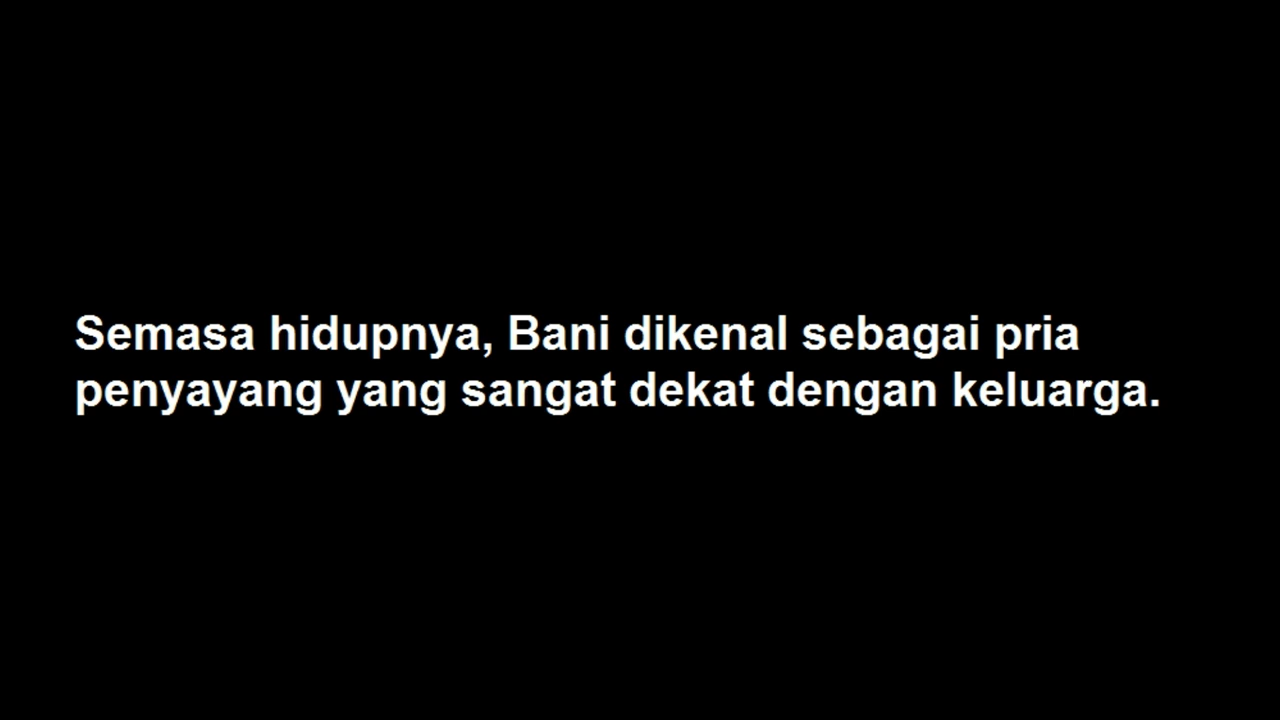 Semasa hidupnya, Bani dikenal sebagai pria
penyayang yang sangat dekat dengan keluarga.